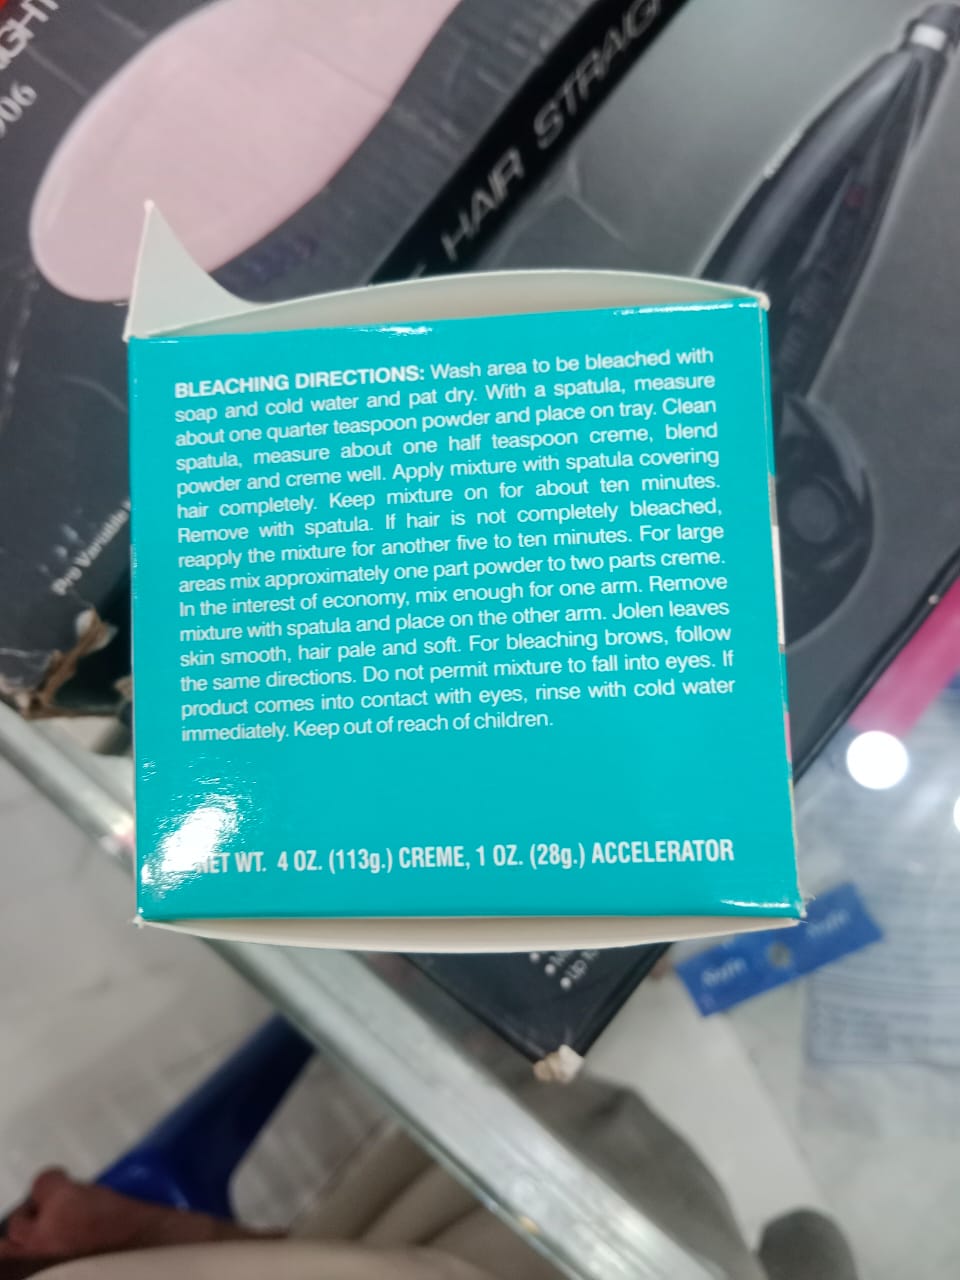 HAIR
906
Pro Variable
BLEACHING DIRECTIONS: Wash area to be bleached with
soap and cold water and pat dry. With a spatula, measure
about one quarter teaspoon powder and place on tray. Clean
spatula, measure about one half teaspoon creme, blend
powder and creme well. Apply mixture with spatula covering
hair completely. Keep mixture on for about ten minutes.
Remove with spatula. If hair is not completely bleached,
reapply the mixture for another five to ten minutes. For large
areas mix approximately one part powder to two parts creme.
In the interest of economy, mix enough for one arm. Remove
mixture with spatula and place on the other arm. Jolen leaves
skin smooth, hair pale and soft. For bleaching brows, follow
the same directions. Do not permit mixture to fall into eyes. If
product comes into contact with eyes, rinse with cold water
immediately. Keep out of reach of children.
NET WT. 4 OZ. (113g.) CREME, 1 OZ. (28g.) ACCELERATOR